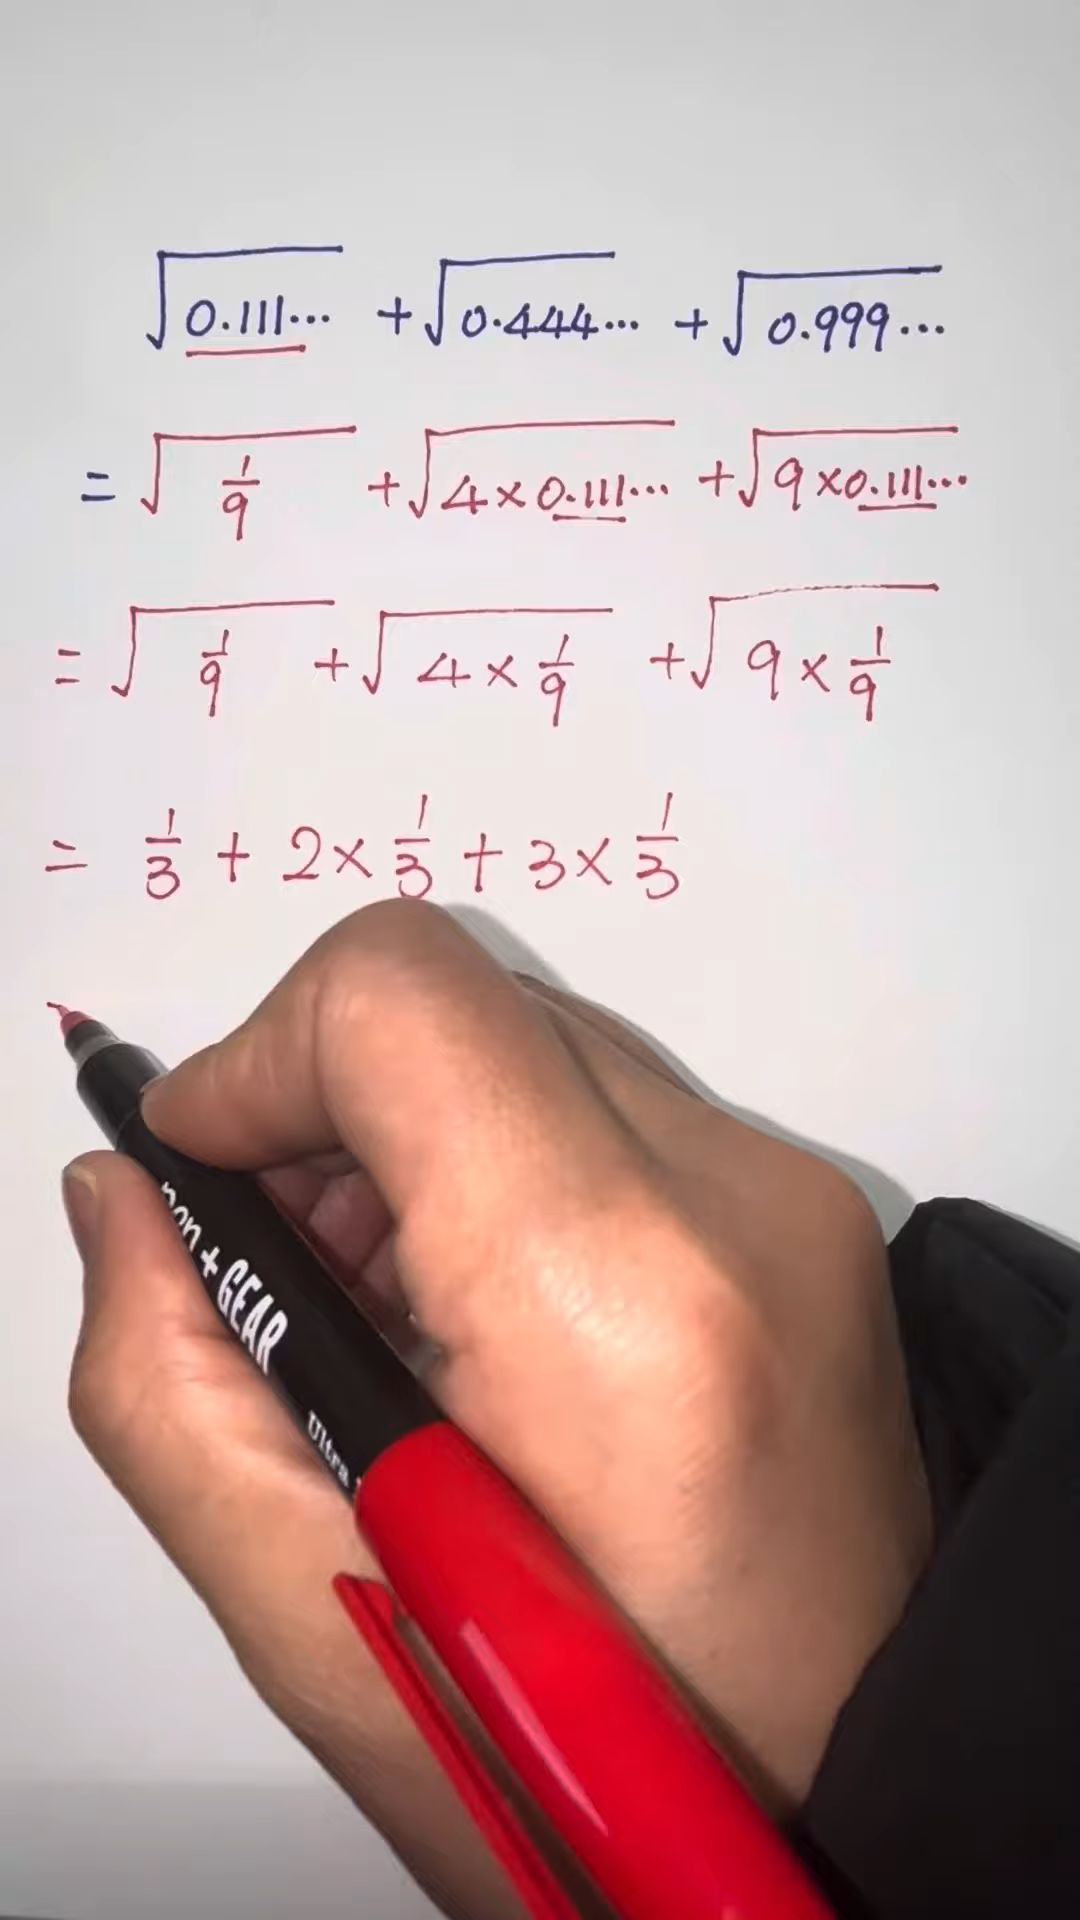 √0.111... + √0.444... + √0.999...
= √1/9 + √4×0.111... + √9×0.111...
= √1/9 + √4×1/9 + √9×1/9
= 1/3 + 2×1/3 + 3×1/3
+ GEAR
Ultra